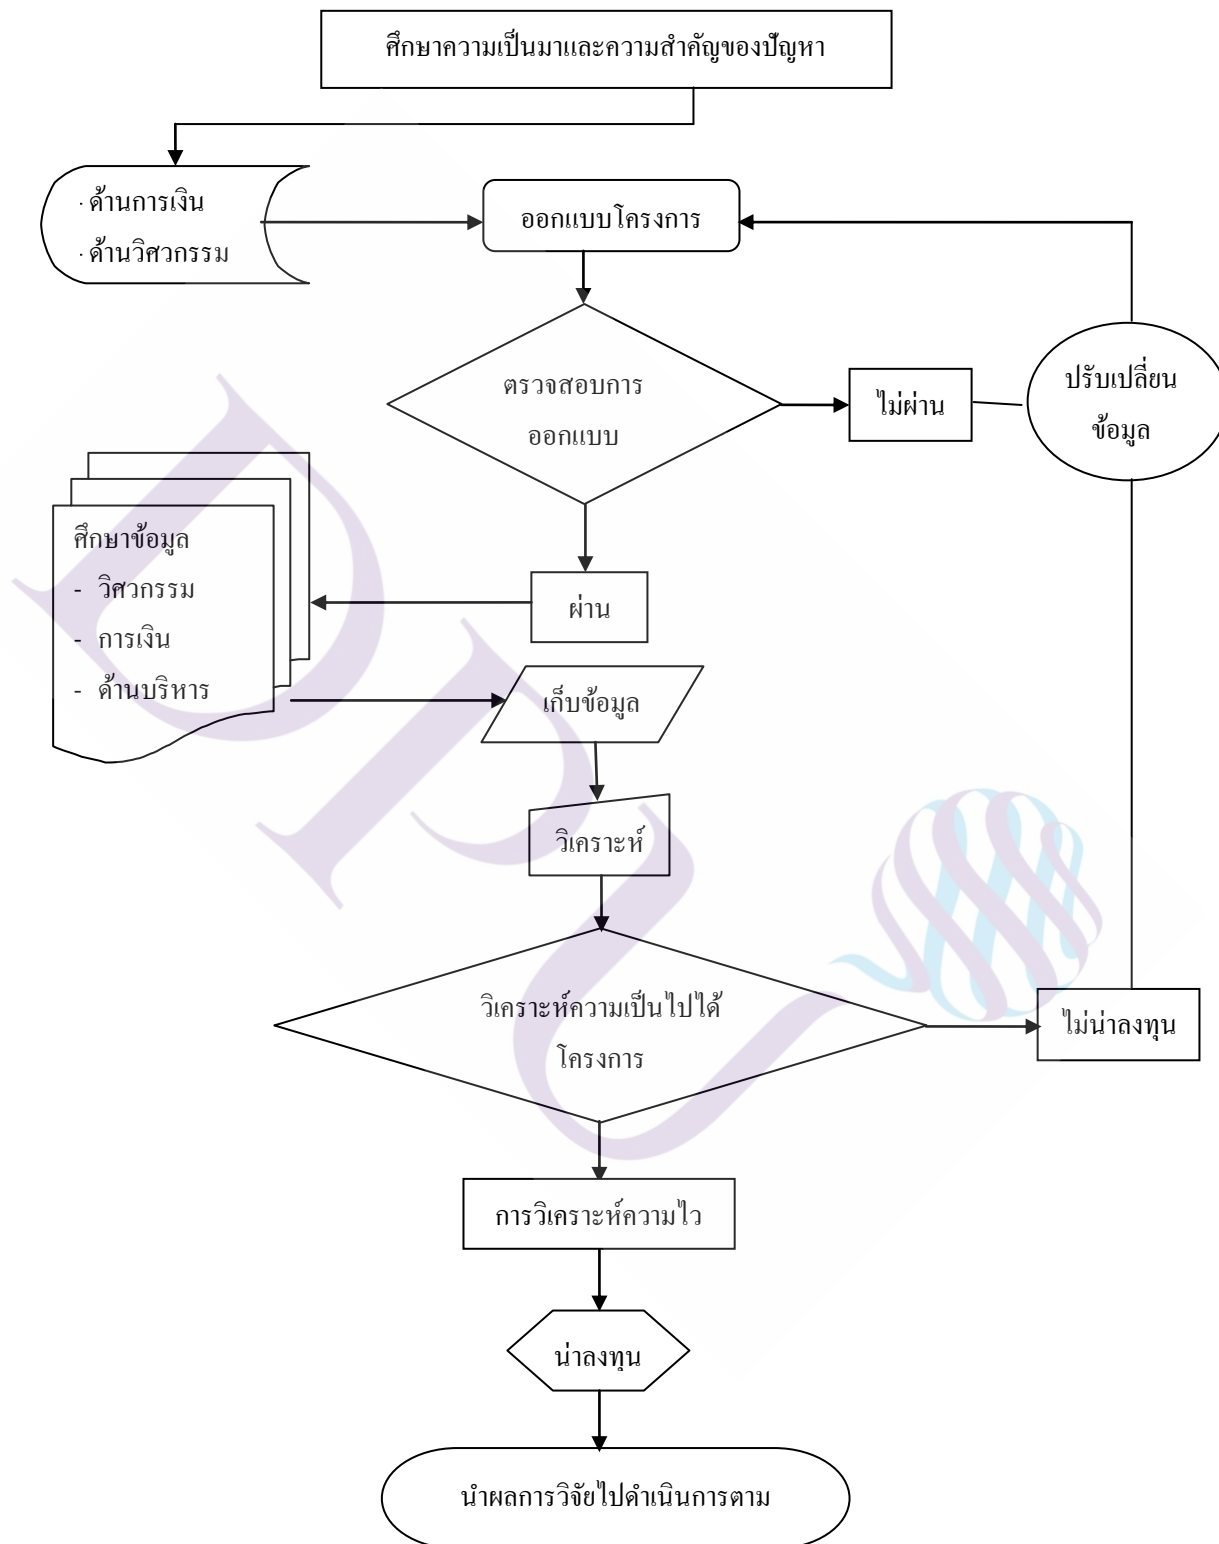 ศึกษาความเป็นมาและความสำคัญของปัญหา
· ด้านการเงิน
· ด้านวิศวกรรม
ออกแบบโครงการ
ตรวจสอบการ
ออกแบบ
ไม่ผ่าน
ปรับเปลี่ยน
ข้อมูล
ศึกษาข้อมูล
- วิศวกรรม
- การเงิน
- ด้านบริหาร
ผ่าน
เก็บข้อมูล
วิเคราะห์
วิเคราะห์ความเป็นไปได้
โครงการ
ไม่น่าลงทุน
การวิเคราะห์ความไว
น่าลงทุน
นำผลการวิจัยไปดำเนินการตาม
DPU